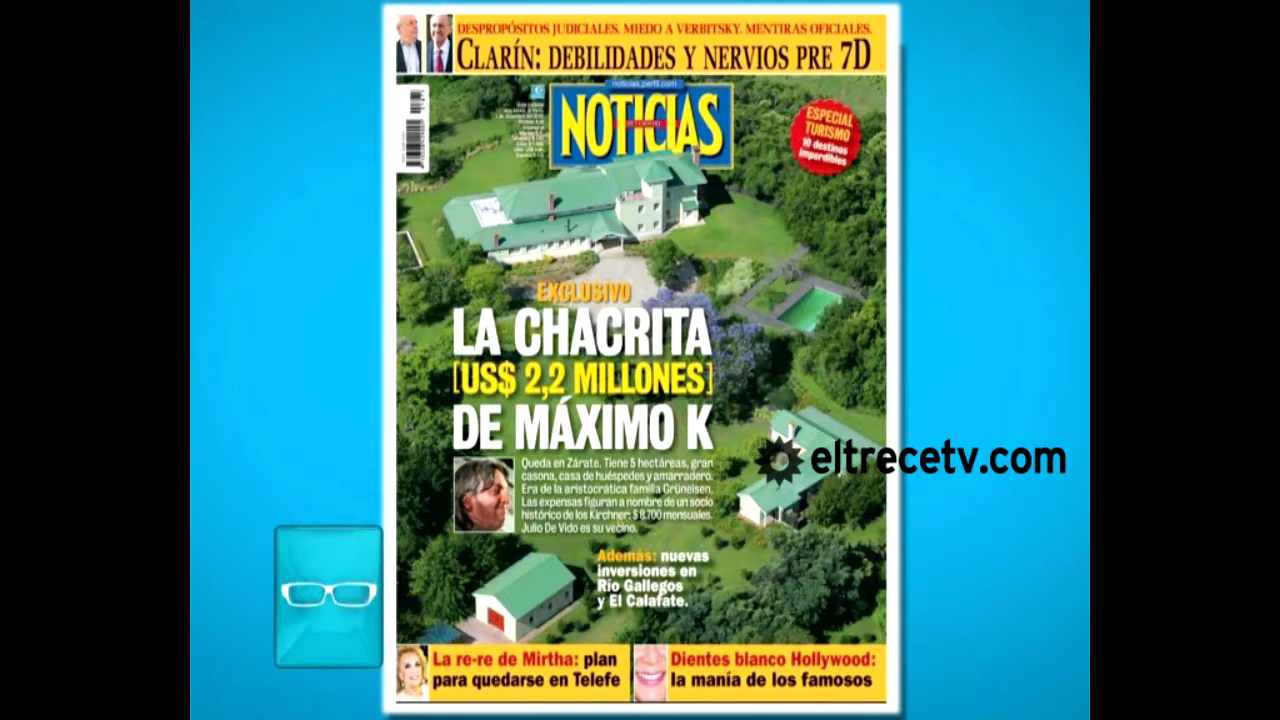 DESPROPÓSITOS JUDICIALES. MIEDO A VERBITSKY. MENTIRAS OFICIALES.
CLARÍN: DEBILIDADES Y NERVIOS PRE 7D
noticias.perfil.com
NOTICIAS
ESPECIAL
TURISMO
10 destinos
imperdibles
EXCLUSIVO
LA CHACRITA
[US$ 2,2 MILLONES]
DE MÁXIMO K
Queda en Zárate. Tiene 5 hectáreas, gran
casona, casa de huéspedes y amarradero.
Era de la aristocrática familia Grüneisen.
Las expensas figuran a nombre de un socio
histórico de los Kirchner: $ 8.700 mensuales.
Julio De Vido es su vecino.
eltrecetv.com
Además: nuevas
inversiones en
Río Gallegos
y El Calafate.
La re-re de Mirtha: plan
para quedarse en Telefe
Dientes blanco Hollywood:
la manía de los famosos